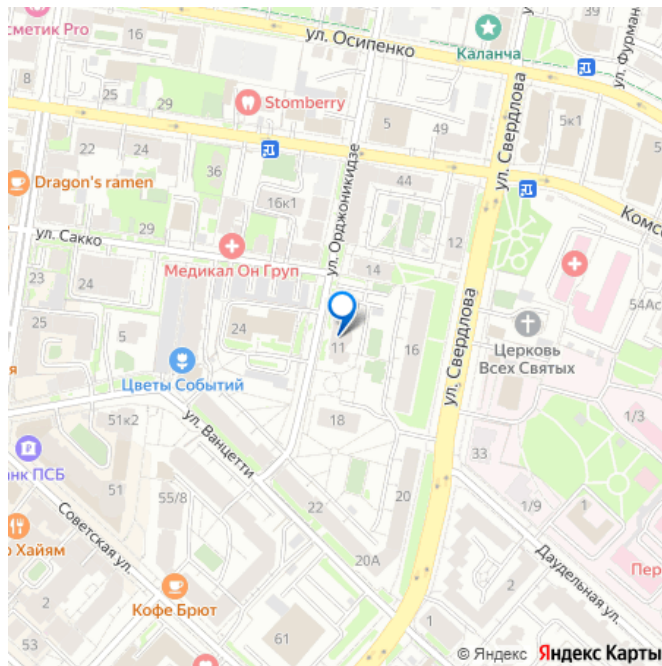 сметик Pro
16
ул. Осипенко
Каланча
39
ул. Фурман
8
25
29
Stomberry
5
49
5к1
5
22
24
36
Dragon's ramen
16к1
44
ул. Свердлова
ул. Орджоникидзе
Комс
29
ул. Сакко
12
Медикал Он Груп
14
23
24
54Ас
25
5
24
11
16
ул. Свердлова
Церковь
Всех Святых
Цветы Событий
я
51к2
18
1/3
ул. Ванцетти
33
нк ПСБ
51
55/8
22
20
1/9
1
Советская ул.
о Хайям
20А
Даудельная ул.
Пер
2
Кофе Брют
2
1
53
61
© Яндекс Яндекс Карты